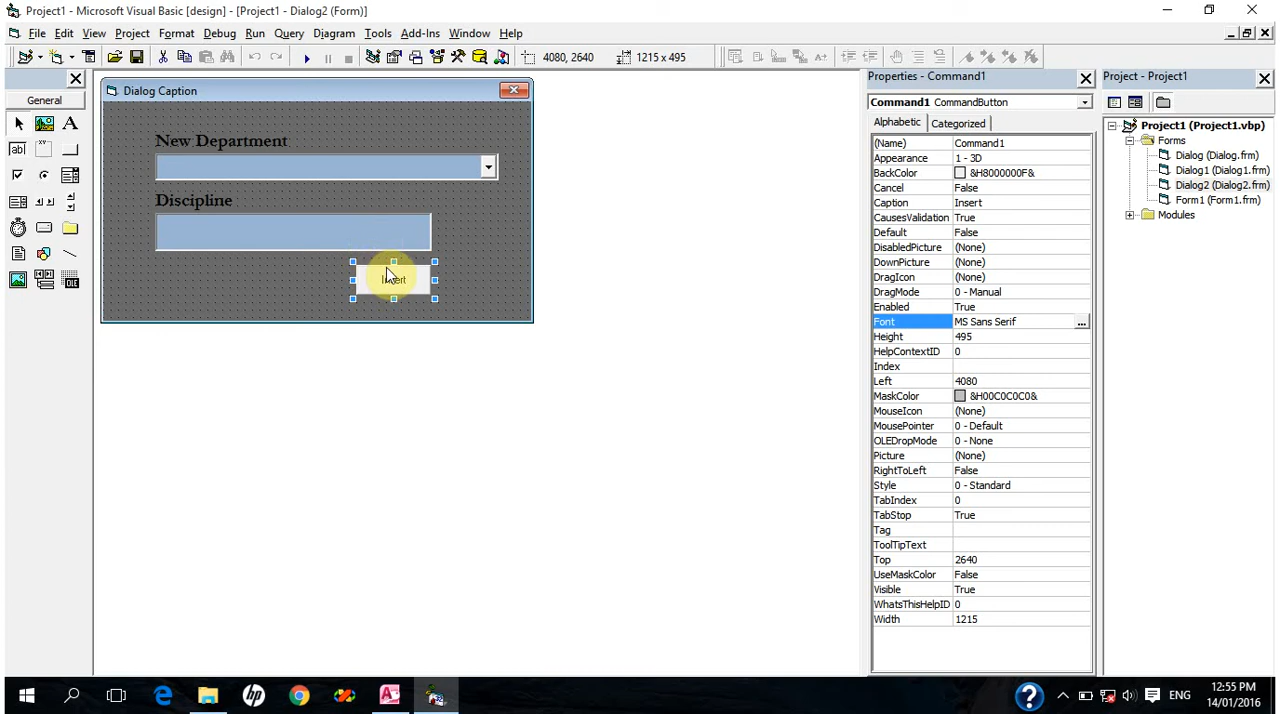 Project1 - Microsoft Visual Basic [design] - [Project1 - Dialog2 (Form)]
File Edit View Project Format Debug Run Query Diagram Tools Add-Ins Window Help
4080, 2640 1215 x 495
General
Dialog Caption
New Department
Discipline
Insert
Properties - Command1
Command1 CommandButton
Alphabetic Categorized
(Name) Command1
Appearance 1 - 3D
BackColor &H8000000F&
Cancel False
Caption Insert
CausesValidation True
Default False
DisabledPicture (None)
DownPicture (None)
DragIcon (None)
DragMode 0 - Manual
Enabled True
Font MS Sans Serif ...
Height 495
HelpContextID 0
Index
Left 4080
MaskColor &H00C0C0C0&
MouseIcon (None)
MousePointer 0 - Default
OLEDropMode 0 - None
Picture (None)
RightToLeft False
Style 0 - Standard
TabIndex 0
TabStop True
Tag
ToolTipText
Top 2640
UseMaskColor False
Visible True
WhatsThisHelpID 0
Width 1215
Project - Project1
Project1 (Project1.vbp)
Forms
Dialog (Dialog.frm)
Dialog1 (Dialog1.frm)
Dialog2 (Dialog2.frm)
Form1 (Form1.frm)
Modules
ENG
12:55 PM
14/01/2016